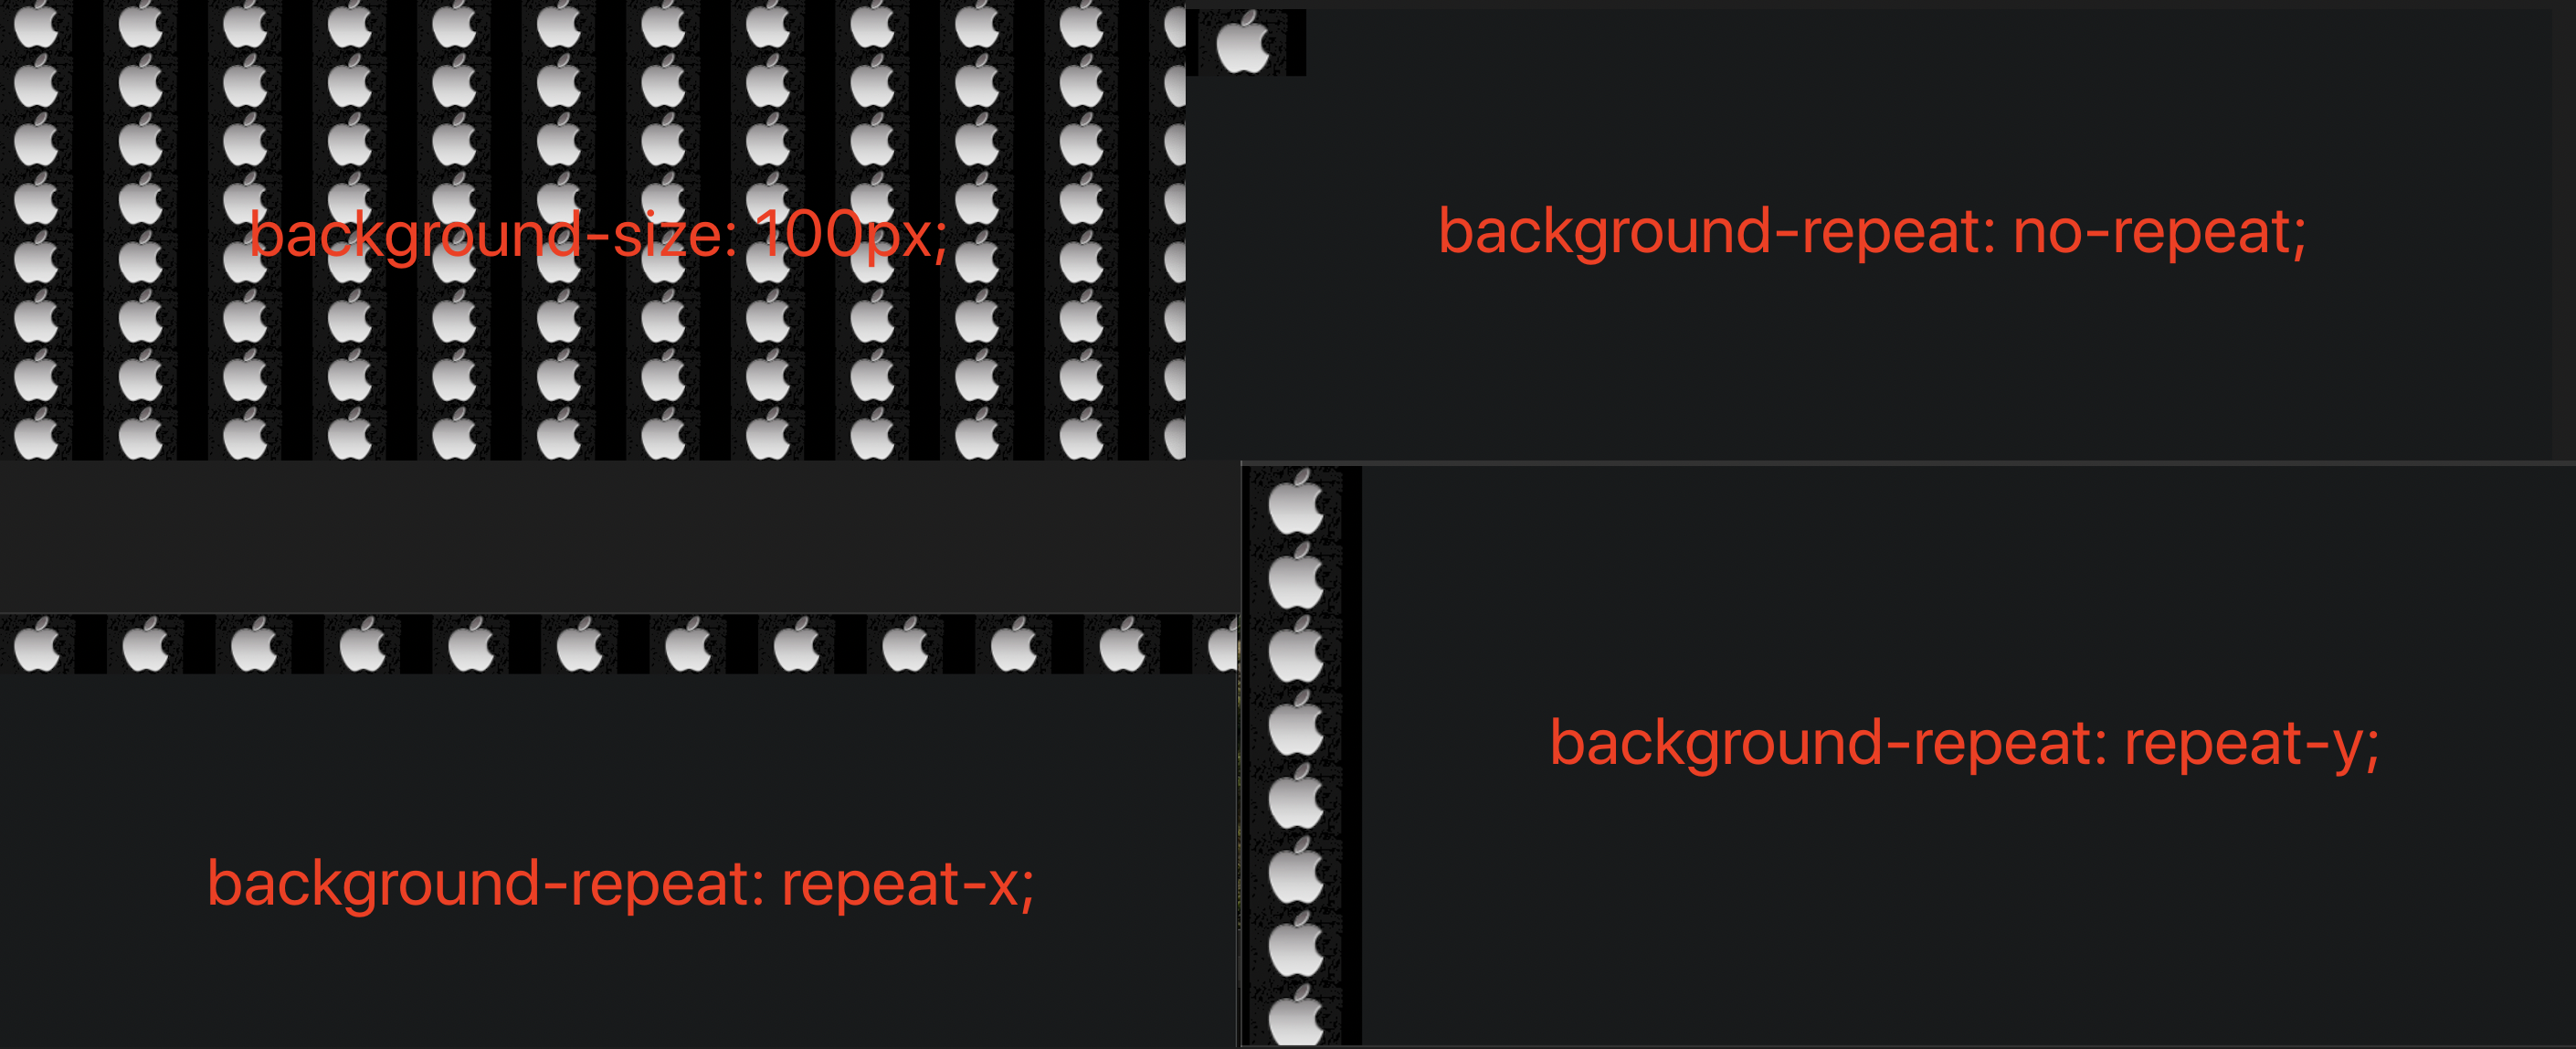 background-size: 100px;
background-repeat: no-repeat;
background-repeat: repeat-y;
background-repeat: repeat-x;